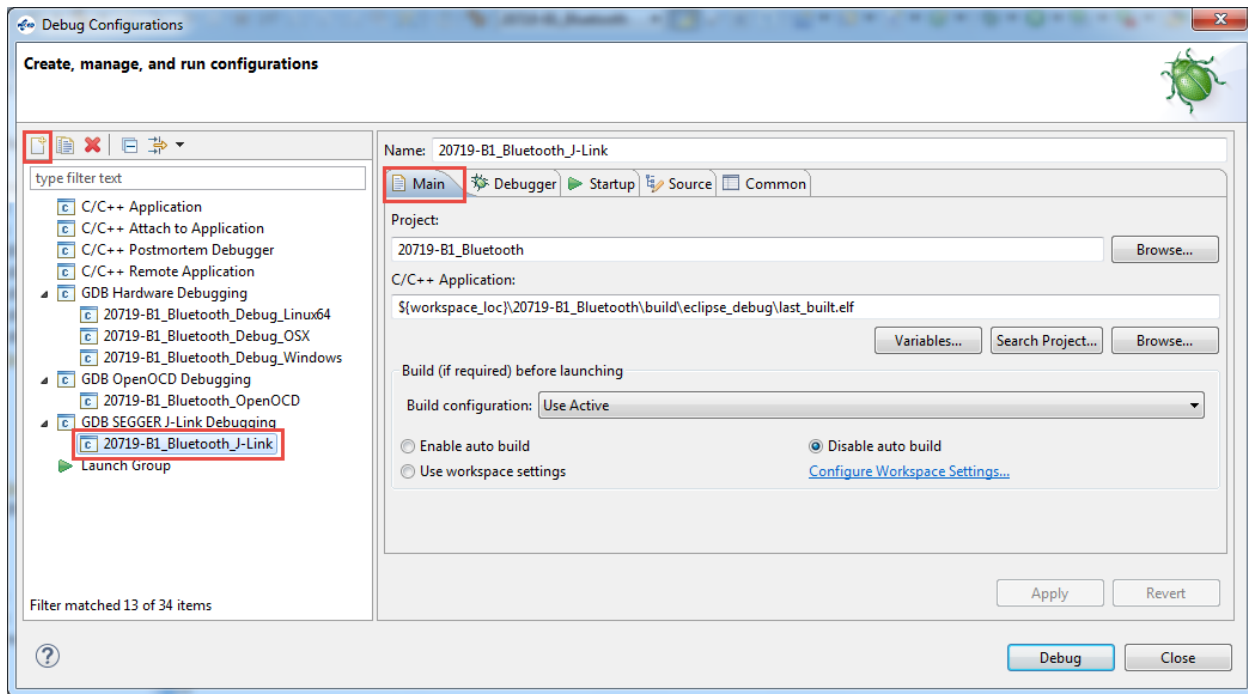 Debug Configurations
Create, manage, and run configurations
type filter text
C/C++ Application
C/C++ Attach to Application
C/C++ Postmortem Debugger
C/C++ Remote Application
GDB Hardware Debugging
20719-B1_Bluetooth_Debug_Linux64
20719-B1_Bluetooth_Debug_OSX
20719-B1_Bluetooth_Debug_Windows
GDB OpenOCD Debugging
20719-B1_Bluetooth_OpenOCD
GDB SEGGER J-Link Debugging
20719-B1_Bluetooth_J-Link
Launch Group
Filter matched 13 of 34 items
Name: 20719-B1_Bluetooth_J-Link
Main Debugger Startup Source Common
Project:
20719-B1_Bluetooth Browse...
C/C++ Application:
${workspace_loc}\20719-B1_Bluetooth\build\eclipse_debug\last_built.elf
Variables... Search Project... Browse...
Build (if required) before launching
Build configuration: Use Active
Enable auto build Disable auto build
Use workspace settings Configure Workspace Settings...
Apply Revert
Debug Close